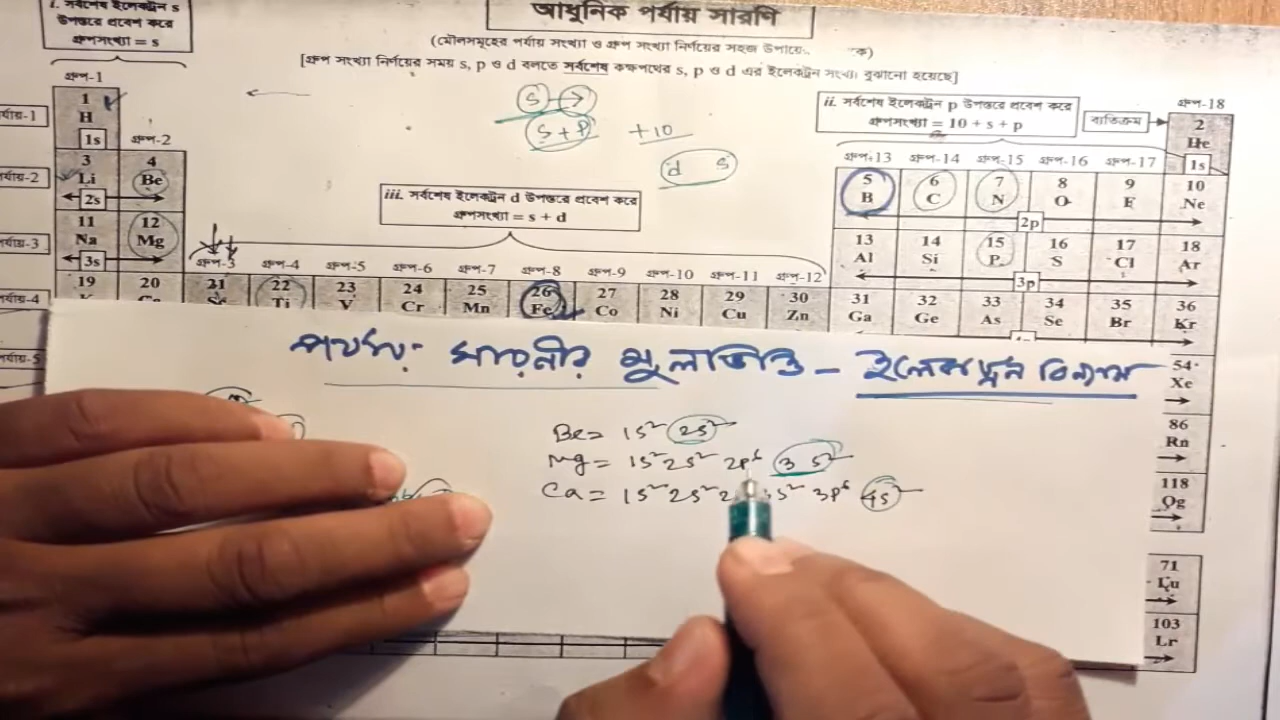 i. সর্বশেষ ইলেকট্রন s
উপস্তরে প্রবেশ করে
গ্রুপসংখ্যা = s
আধুনিক পর্যায় সারণি
(মৌলসমূহের পর্যায় সংখ্যা ও গ্রুপ সংখ্যা নির্ণয়ের সহজ উপায়
[গ্রুপ সংখ্যা নির্ণয়ের সময় s, p ও d বলতে সর্বশেষ কক্ষপথের s, p ও d এর ইলেকট্রন সংখ্যা বুঝানো হয়েছে]
গ্রুপ-1
s
s + p +10
d s
ii. সর্বশেষ ইলেকট্রন p উপস্তরে প্রবেশ করে
গ্রুপসংখ্যা = 10 + s + p
ব্যতিক্রম
গ্রুপ-18
র্যায়-1
1 2
H He
1s গ্রুপ-2 গ্রুপ-13 গ্রুপ-14 গ্রুপ-15 গ্রুপ-16 গ্রুপ-17 1s
র্যায়-2
3 4 5 6 7 8 9 10
Li Be B C N O F Ne
2s 2p
iii. সর্বশেষ ইলেকট্রন d উপস্তরে প্রবেশ করে
গ্রুপসংখ্যা = s + d
র্যায়-3
11 12 13 14 15 16 17 18
Na Mg Al Si P S Cl Ar
3s 3p
গ্রুপ-3 গ্রুপ-4 গ্রুপ-5 গ্রুপ-6 গ্রুপ-7 গ্রুপ-8 গ্রুপ-9 গ্রুপ-10 গ্রুপ-11 গ্রুপ-12
র্যায়-4
19 20 21 22 23 24 25 26 27 28 29 30 31 32 33 34 35 36
Ti V Cr Mn Fe Co Ni Cu Zn Ga Ge As Se Br Kr
র্যায়-5
পর্যায় সারনীর মুলভিত্তি - ইলেকট্রন বিন্যাস
54
Xe
Be = 1s² 2s²
Mg = 1s² 2s² 2p⁶ 3s²
Ca = 1s² 2s² 2 3s² 3p⁶ 4s²
86
Rn
118
Og
71
Lu
103
Lr